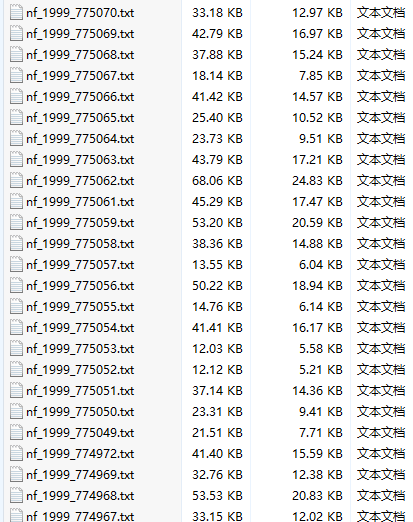 nf_1999_775070.txt 33.18 KB 12.97 KB 文本文档
nf_1999_775069.txt 42.79 KB 16.97 KB 文本文档
nf_1999_775068.txt 37.88 KB 15.24 KB 文本文档
nf_1999_775067.txt 18.14 KB 7.85 KB 文本文档
nf_1999_775066.txt 41.42 KB 14.57 KB 文本文档
nf_1999_775065.txt 25.40 KB 10.52 KB 文本文档
nf_1999_775064.txt 23.73 KB 9.51 KB 文本文档
nf_1999_775063.txt 43.79 KB 17.21 KB 文本文档
nf_1999_775062.txt 68.06 KB 24.83 KB 文本文档
nf_1999_775061.txt 45.29 KB 17.47 KB 文本文档
nf_1999_775059.txt 53.20 KB 20.59 KB 文本文档
nf_1999_775058.txt 38.36 KB 14.88 KB 文本文档
nf_1999_775057.txt 13.55 KB 6.04 KB 文本文档
nf_1999_775056.txt 50.22 KB 18.94 KB 文本文档
nf_1999_775055.txt 14.76 KB 6.14 KB 文本文档
nf_1999_775054.txt 41.41 KB 16.17 KB 文本文档
nf_1999_775053.txt 12.03 KB 5.58 KB 文本文档
nf_1999_775052.txt 12.12 KB 5.21 KB 文本文档
nf_1999_775051.txt 37.14 KB 14.36 KB 文本文档
nf_1999_775050.txt 23.31 KB 9.41 KB 文本文档
nf_1999_775049.txt 21.51 KB 7.71 KB 文本文档
nf_1999_774972.txt 41.40 KB 15.59 KB 文本文档
nf_1999_774969.txt 32.76 KB 12.38 KB 文本文档
nf_1999_774968.txt 53.53 KB 20.83 KB 文本文档
nf_1999_774967.txt 33.15 KB 12.02 KB 文本文档